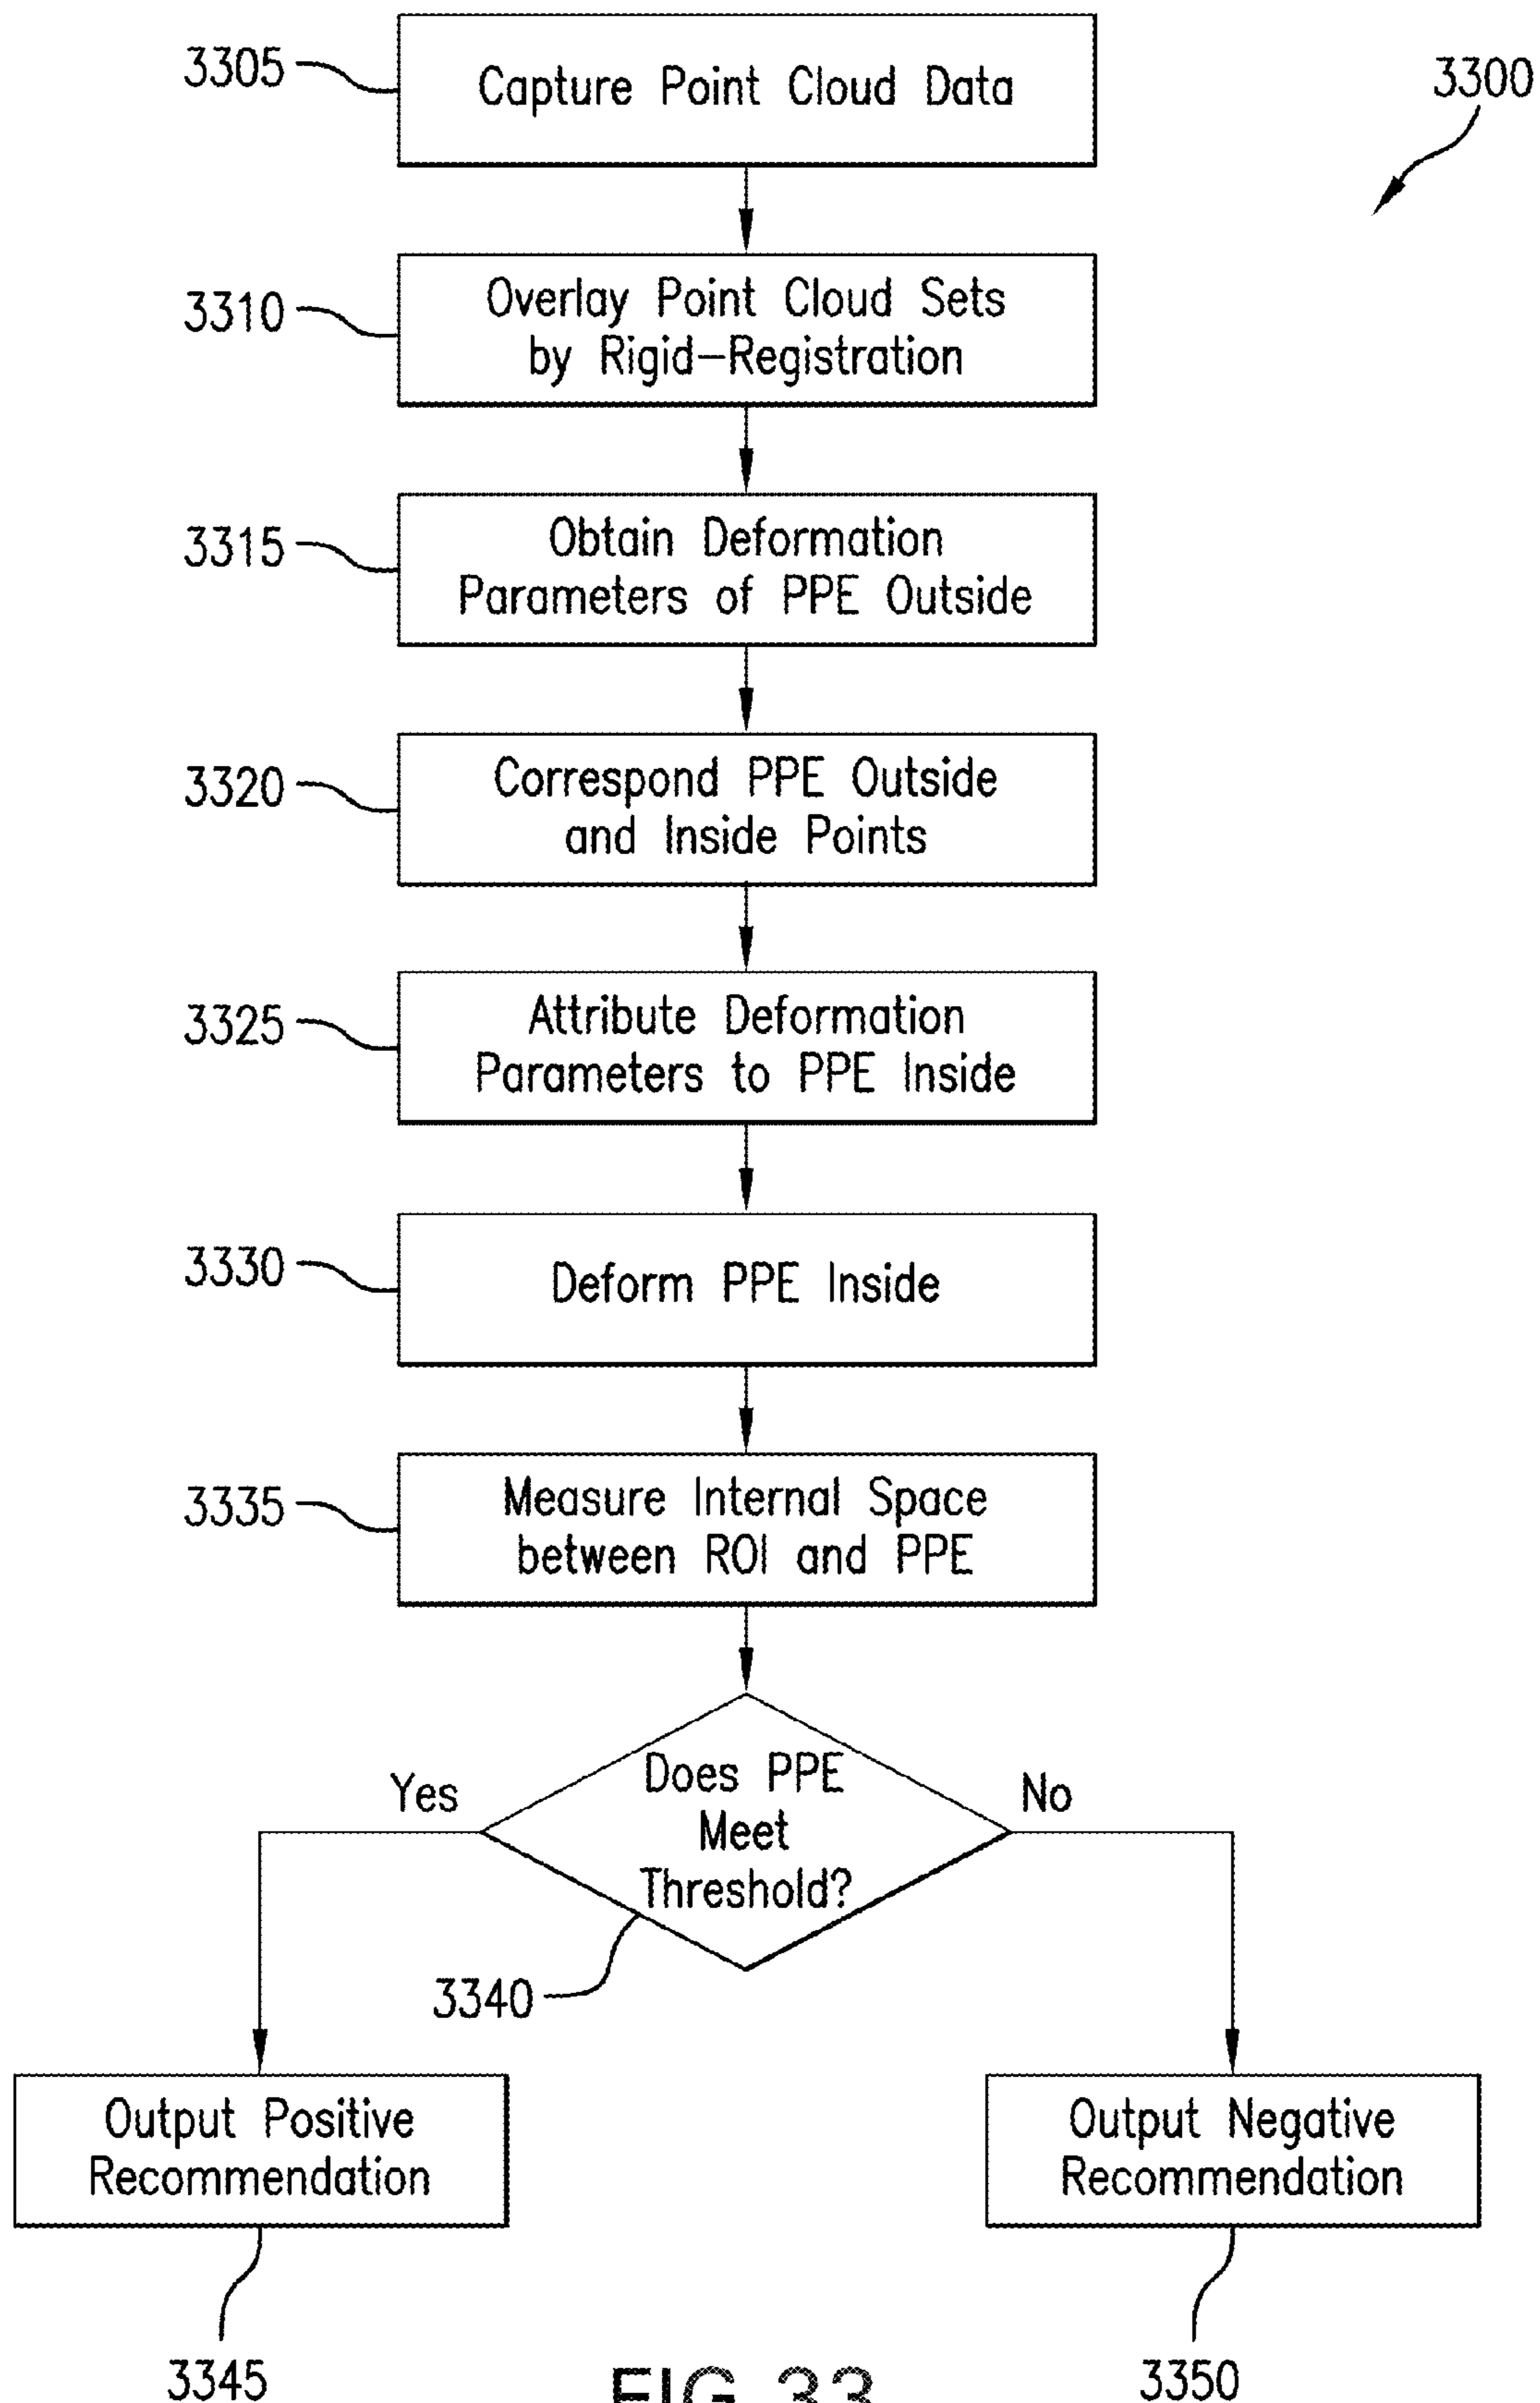 3305
Capture Point Cloud Data
3300
3310
Overlay Point Cloud Sets
by Rigid-Registration
3315
Obtain Deformation
Parameters of PPE Outside
3320
Correspond PPE Outside
and Inside Points
3325
Attribute Deformation
Parameters to PPE Inside
3330
Deform PPE Inside
3335
Measure Internal Space
between ROI and PPE
Yes
Does PPE
Meet
Threshold?
No
3340
Output Positive
Recommendation
Output Negative
Recommendation
3345
FIG. 33
3350